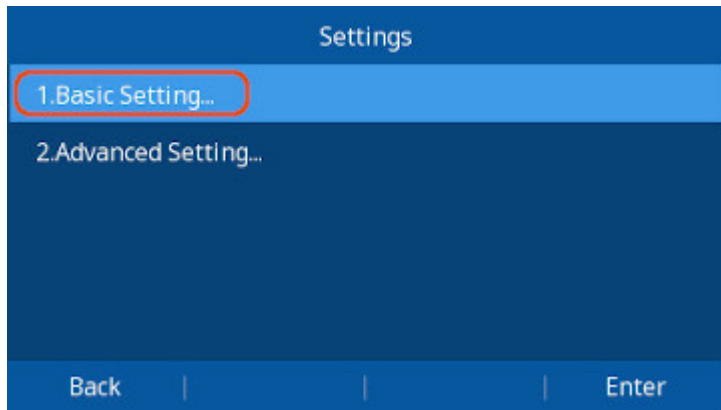 Settings
1.Basic Setting...
2.Advanced Setting...
Back | | | Enter